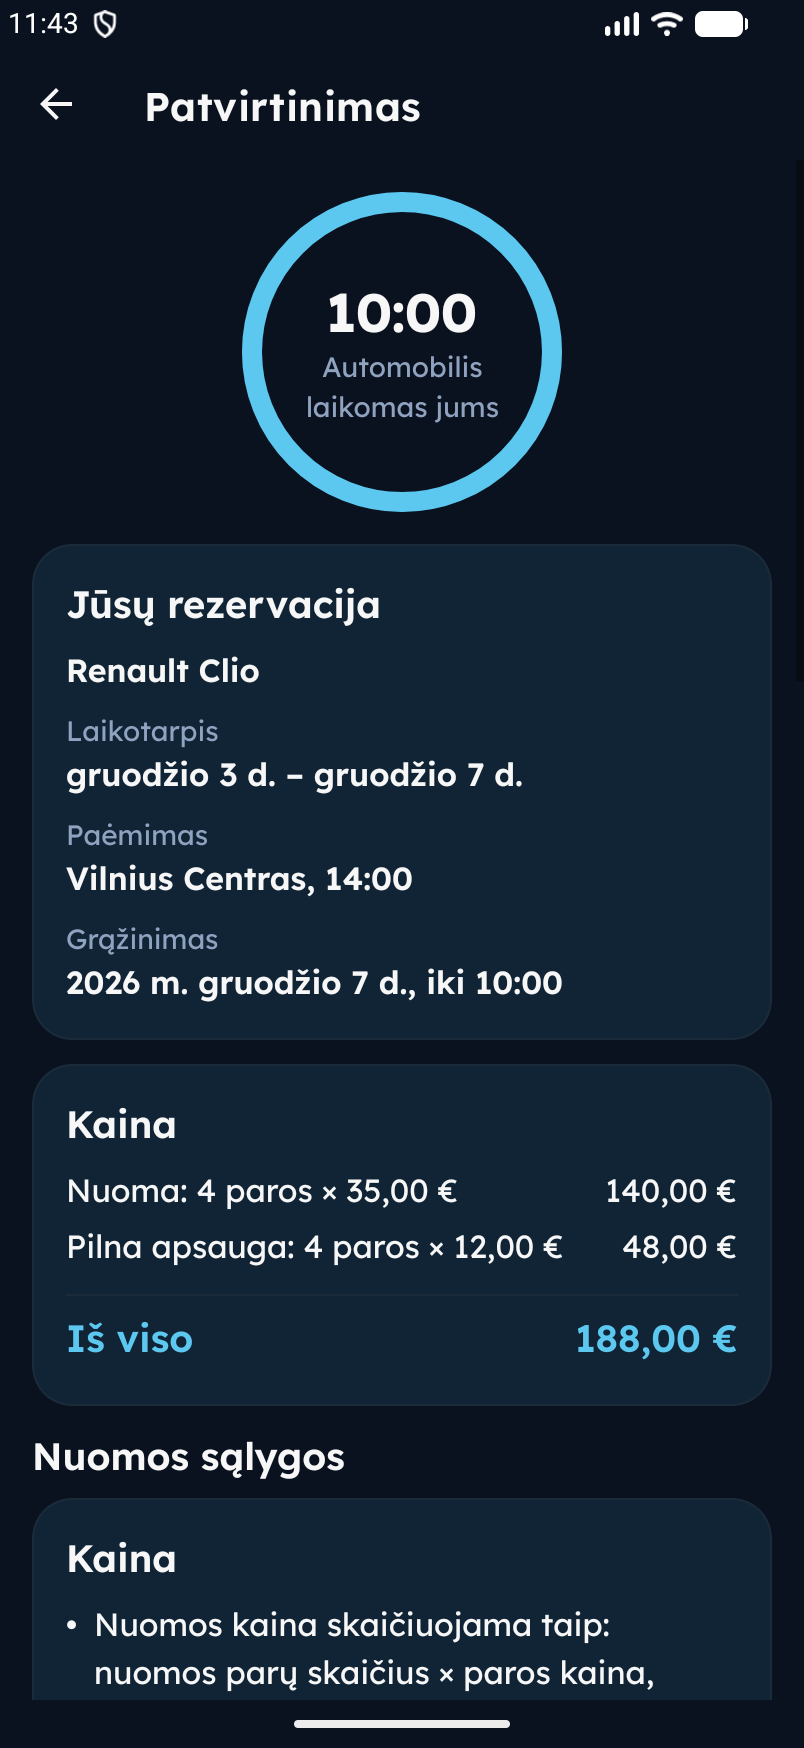 11:43
Patvirtinimas
10:00
Automobilis
laikomas jums
Jūsų rezervacija
Renault Clio
Laikotarpis
gruodžio 3 d. – gruodžio 7 d.
Paėmimas
Vilnius Centras, 14:00
Grąžinimas
2026 m. gruodžio 7 d., iki 10:00
Kaina
Nuoma: 4 paros × 35,00 € 140,00 €
Pilna apsauga: 4 paros × 12,00 € 48,00 €
Iš viso 188,00 €
Nuomos sąlygos
Kaina
• Nuomos kaina skaičiuojama taip:
nuomos parų skaičius × paros kaina,